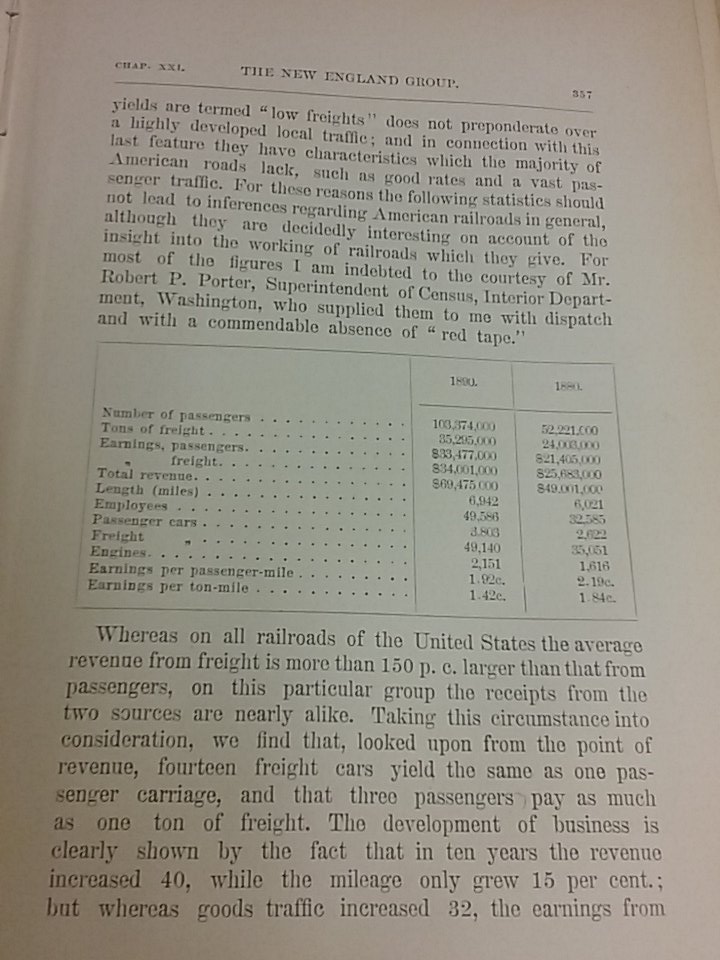 CHAP. XXI. THE NEW ENGLAND GROUP. 357
yields are termed “low freights” does not preponderate over
a highly developed local traffic; and in connection with this
last feature they have characteristics which the majority of
American roads lack, such as good rates and a vast pas-
senger traffic. For these reasons the following statistics should
not lead to inferences regarding American railroads in general,
although they are decidedly interesting on account of the
insight into the working of railroads which they give. For
most of the figures I am indebted to the courtesy of Mr.
Robert P. Porter, Superintendent of Census, Interior Depart-
ment, Washington, who supplied them to me with dispatch
and with a commendable absence of “red tape.”
1890. 1880.
Number of passengers . . . . . . . . . . 103,374,000 52,221,000
Tons of freight . . . . . . . . . . . . . 35,295,000 24,003,000
Earnings, passengers. . . . . . . . . . . $33,477,000 $21,405,000
„ freight. . . . . . . . . . . . $34,001,000 $25,683,000
Total revenue. . . . . . . . . . . . . . $69,475 000 $49,001,000
Length (miles) . . . . . . . . . . . . . 6,942 6,021
Employees . . . . . . . . . . . . . . . 49,586 32,585
Passenger cars . . . . . . . . . . . . . 3.803 2,622
Freight „ . . . . . . . . . . . . . . 49,140 35,051
Engines. . . . . . . . . . . . . . . . . 2,151 1,616
Earnings per passenger-mile . . . . . . . 1.92c. 2.19c.
Earnings per ton-mile . . . . . . . . . . 1.42c. 1.84c.
Whereas on all railroads of the United States the average
revenue from freight is more than 150 p. c. larger than that from
passengers, on this particular group the receipts from the
two sources are nearly alike. Taking this circumstance into
consideration, we find that, looked upon from the point of
revenue, fourteen freight cars yield the same as one pas-
senger carriage, and that three passengers pay as much
as one ton of freight. The development of business is
clearly shown by the fact that in ten years the revenue
increased 40, while the mileage only grew 15 per cent.;
but whereas goods traffic increased 32, the earnings from